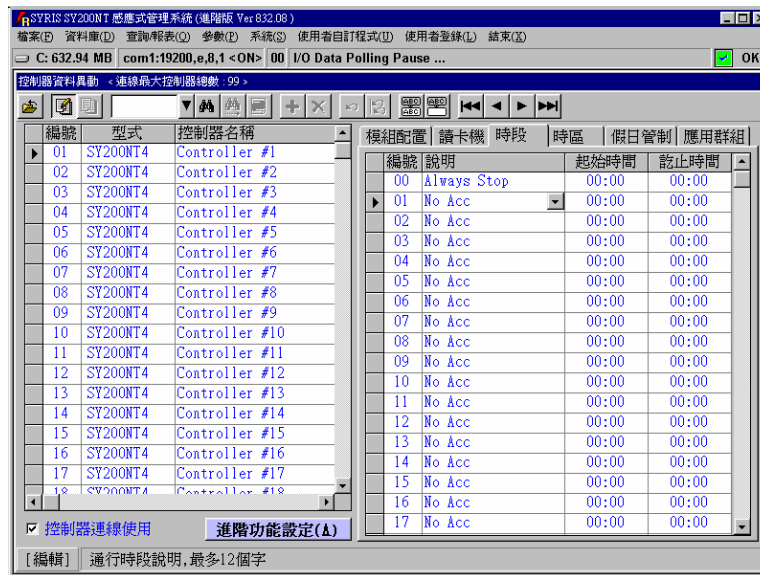 SYRIS SY200NT 感應式管理系統 (進階版 Ver 832.08)
檔案(F) 資料庫(D) 查詢/報表(Q) 參數(P) 系統(S) 使用者自訂程式(U) 使用者登錄(L) 結束(X)
C: 632.94 MB com1:19200,e,8,1 <ON> 00 I/O Data Polling Pause ... OK
控制器資料異動 < 連線最大控制器總數 : 99 >
編號 型式 控制器名稱
01 SY200NT4 Controller #1
02 SY200NT4 Controller #2
03 SY200NT4 Controller #3
04 SY200NT4 Controller #4
05 SY200NT4 Controller #5
06 SY200NT4 Controller #6
07 SY200NT4 Controller #7
08 SY200NT4 Controller #8
09 SY200NT4 Controller #9
10 SY200NT4 Controller #10
11 SY200NT4 Controller #11
12 SY200NT4 Controller #12
13 SY200NT4 Controller #13
14 SY200NT4 Controller #14
15 SY200NT4 Controller #15
16 SY200NT4 Controller #16
17 SY200NT4 Controller #17
18 SY200NT4 Controller #18
控制器連線使用 進階功能設定(A)
模組配置 讀卡機 時段 時區 假日管制 應用群組
編號 說明 起始時間 訖止時間
00 Always Stop 00:00 00:00
01 No Acc 00:00 00:00
02 No Acc 00:00 00:00
03 No Acc 00:00 00:00
04 No Acc 00:00 00:00
05 No Acc 00:00 00:00
06 No Acc 00:00 00:00
07 No Acc 00:00 00:00
08 No Acc 00:00 00:00
09 No Acc 00:00 00:00
10 No Acc 00:00 00:00
11 No Acc 00:00 00:00
12 No Acc 00:00 00:00
13 No Acc 00:00 00:00
14 No Acc 00:00 00:00
15 No Acc 00:00 00:00
16 No Acc 00:00 00:00
17 No Acc 00:00 00:00
[編輯] 通行時段說明,最多12個字